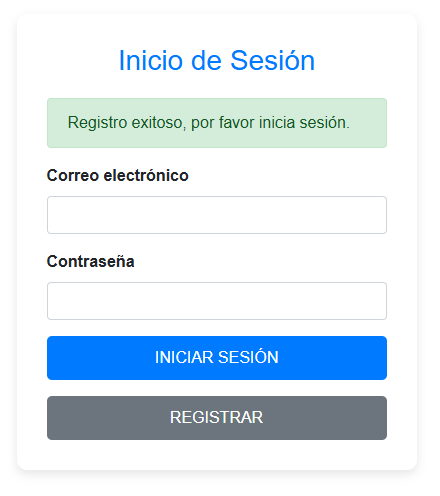 Inicio de Sesión
Registro exitoso, por favor inicia sesión.
Correo electrónico
Contraseña
INICIAR SESIÓN
REGISTRAR